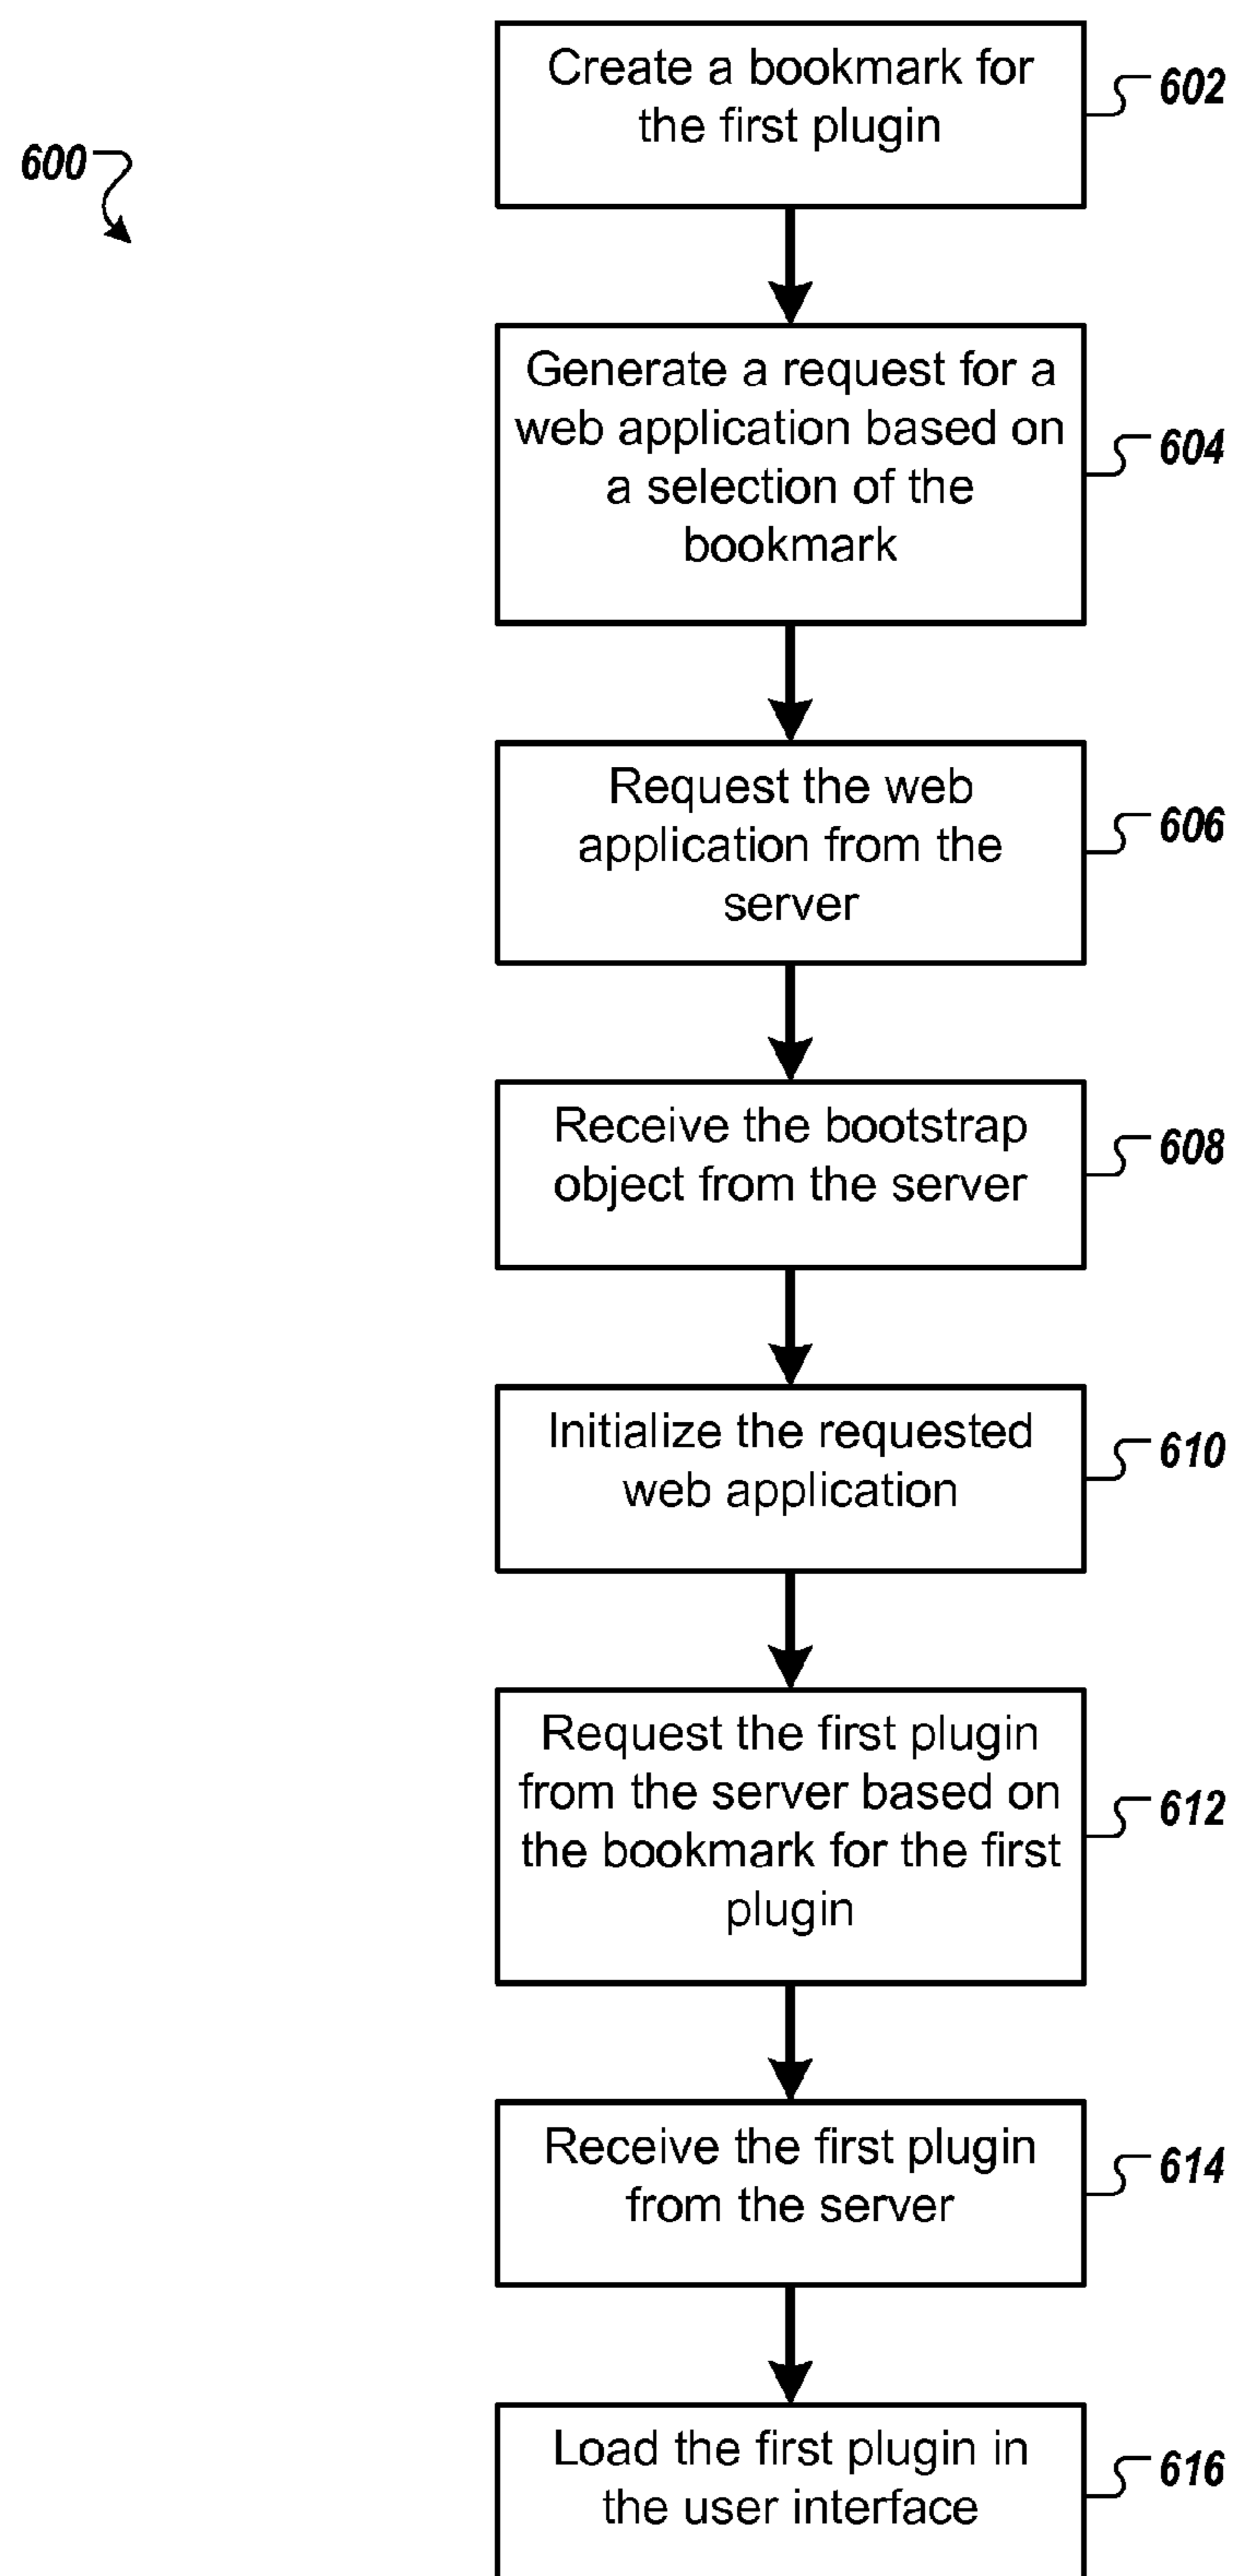 600
Create a bookmark for
the first plugin
602
Generate a request for a
web application based on
a selection of the
bookmark
604
Request the web
application from the
server
606
Receive the bootstrap
object from the server
608
Initialize the requested
web application
610
Request the first plugin
from the server based on
the bookmark for the first
plugin
612
Receive the first plugin
from the server
614
Load the first plugin in
the user interface
616